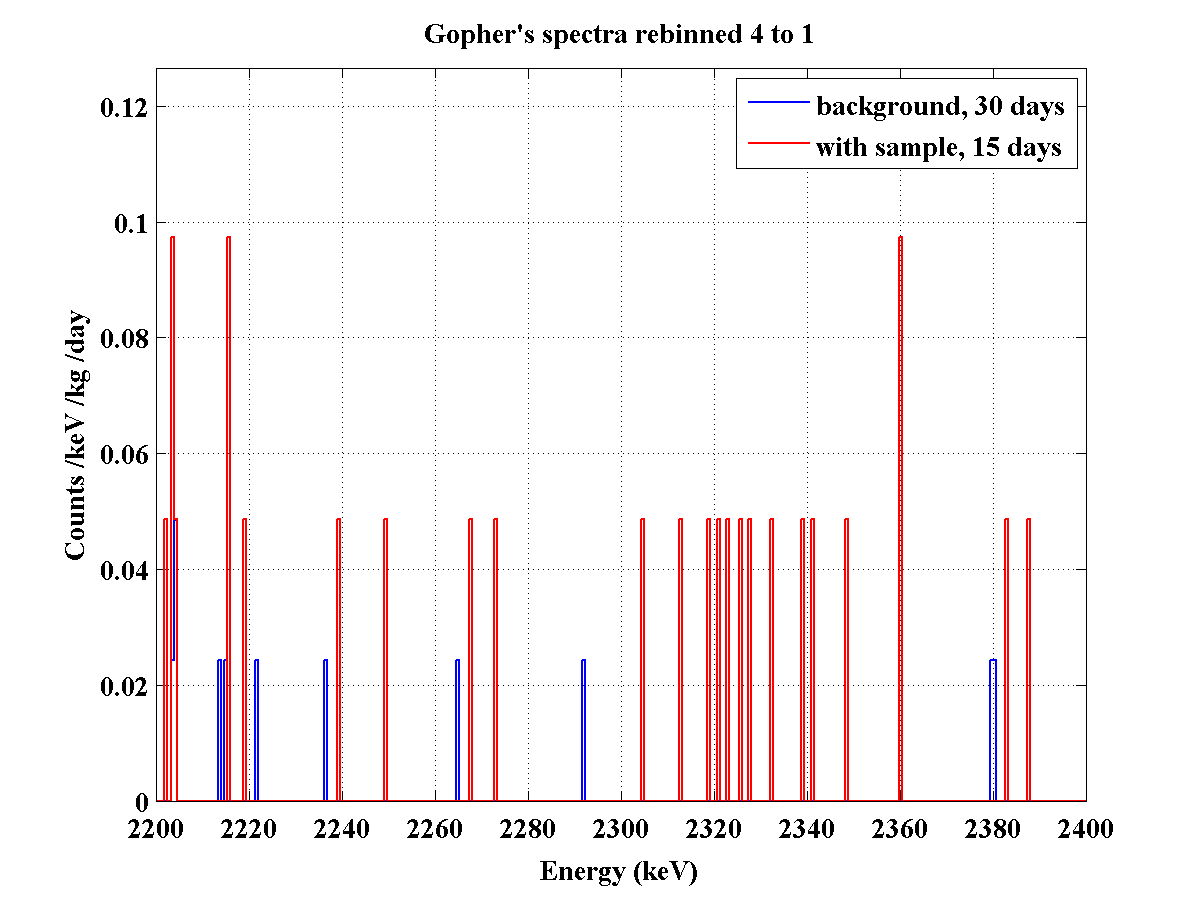 Gopher's spectra rebinned 4 to 1
background, 30 days
with sample, 15 days
0.12
0.1
0.08
0.06
0.04
0.02
0
Counts /keV /kg /day
2200 2220 2240 2260 2280 2300 2320 2340 2360 2380 2400
Energy (keV)